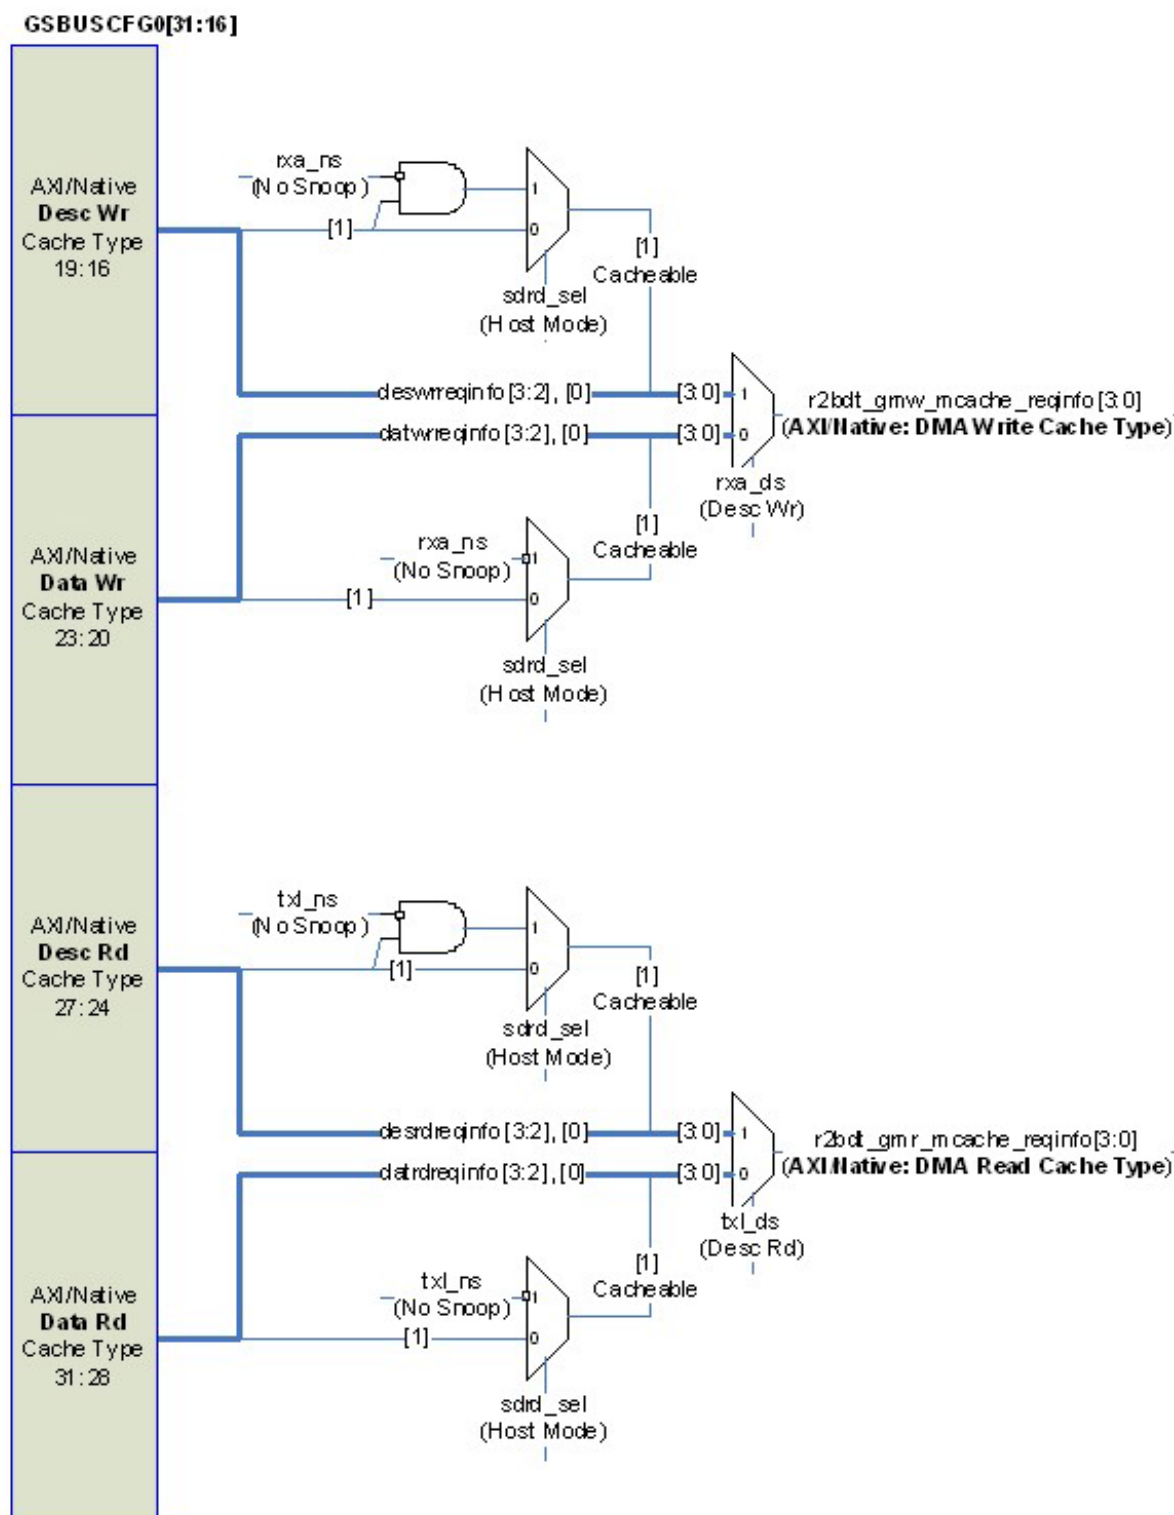 GSBUSCFG0[31:16]
AXI/Native
Desc Wr
Cache Type
19:16
rxa_ns
(No Snoop)
[1]
1
0
sdrd_sel
(Host Mode)
[1]
Cacheable
deswrreqinfo[3:2], [0]
[3:0]
1
datwrreqinfo[3:2], [0]
[3:0]
0
r2bdt_gmw_mcache_reqinfo[3:0]
(AXI/Native: DMA Write Cache Type)
rxa_ds
(Desc Wr)
AXI/Native
Data Wr
Cache Type
23:20
rxa_ns
(No Snoop)
[1]
1
0
[1]
Cacheable
sdrd_sel
(Host Mode)
AXI/Native
Desc Rd
Cache Type
27:24
txl_ns
(No Snoop)
[1]
1
0
sdrd_sel
(Host Mode)
[1]
Cacheable
desrdreqinfo[3:2], [0]
[3:0]
1
datrdreqinfo[3:2], [0]
[3:0]
0
r2bdt_gmr_mcache_reqinfo[3:0]
(AXI/Native: DMA Read Cache Type)
txl_ds
(Desc Rd)
AXI/Native
Data Rd
Cache Type
31:28
txl_ns
(No Snoop)
[1]
1
0
[1]
Cacheable
sdrd_sel
(Host Mode)